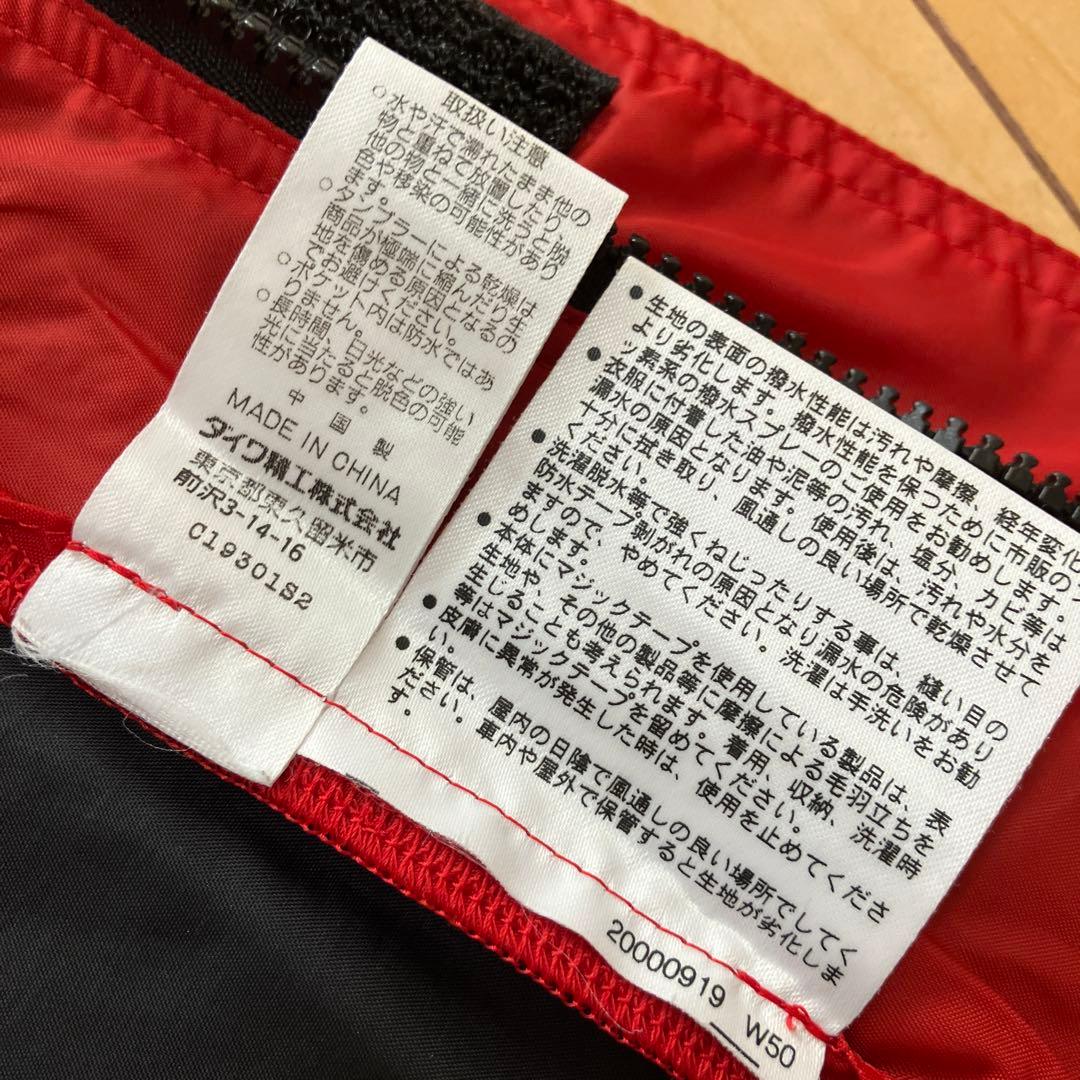 取扱い注意
○水や汗で濡れたまま他の
物と重ねて放置したり、
他の物と一緒に洗うと脱
色や移染の可能性があり
ます。
○タンブラーによる乾燥は
商品が極端に縮んだり生
地を傷める原因となるの
でお避けください。
○ポケット内は防水ではあ
りません。
○長時間、日光などの強い
光に当たると脱色の可能
性があります。
中国製
MADE IN CHINA
ダイワ精工株式会社
東京都東久留米市
前沢3-14-16
C19301S2
●生地の表面の撥水性能は汚れや摩擦、経年変化
より劣化します。撥水性能を保つために市販の
ッ素系の撥水スプレーのご使用をお勧めします。
●衣服に付着した油や泥等の汚れ、塩分、カビ等は
漏水の原因となります。使用後は、汚れや水分を
十分に拭き取り、風通しの良い場所で乾燥させて
ください。
●洗濯脱水等で強くねじったりする事は、縫い目の
防水テープ剥がれの原因となり漏水の危険があり
ますので、やめてください。洗濯は手洗いをお勧
めします。
●本体にマジックテープを使用している製品は、表
生地や、その他の製品等に摩擦による毛羽立ちを
生じることも考えられます。着用、収納、洗濯時
等はマジックテープを留めてください。
●皮膚に異常が発生した時は、使用を止めてくださ
い。
●保管は、屋内の日陰で風通しの良い場所でしてく
ださい。車内や屋外で保管すると生地が劣化しま
す。
20000919 W50